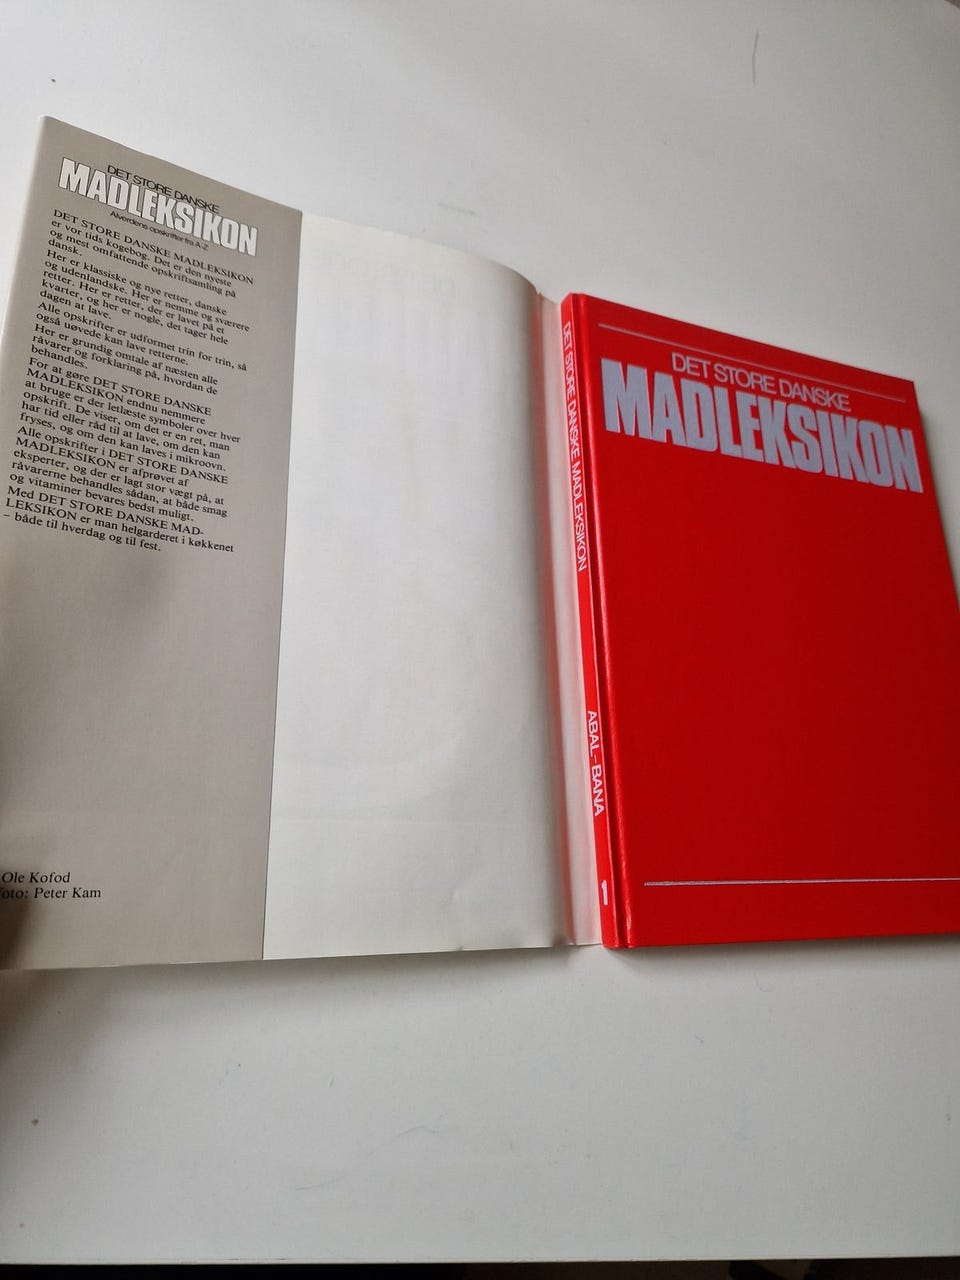 DET STORE DANSKE
MADLEKSIKON
Alverdens opskrifter fra A-Z
DET STORE DANSKE MADLEKSIKON
er vor tids kogebog. Det er den nyeste
og mest omfattende opskriftsamling på
dansk.
Her er klassiske og nye retter, danske
og udenlandske. Her er nemme og sværere
retter. Her er retter, der er lavet på et
kvarter, og her er nogle, det tager hele
dagen at lave.
Alle opskrifter er udformet trin for trin, så
også uøvede kan lave retterne.
Her er grundig omtale af næsten alle
råvarer og forklaring på, hvordan de
behandles.
For at gøre DET STORE DANSKE
MADLEKSIKON endnu nemmere
at bruge er der letlæste symboler over hver
opskrift. De viser, om det er en ret, man
har tid eller råd til at lave, om den kan
fryses, og om den kan laves i mikroovn.
Alle opskrifter i DET STORE DANSKE
MADLEKSIKON er afprøvet af
eksperter, og der er lagt stor vægt på, at
råvarerne behandles sådan, at både smag
og vitaminer bevares bedst muligt.
Med DET STORE DANSKE MAD-
LEKSIKON er man helgarderet i køkkenet
– både til hverdag og til fest.
Ole Kofod
foto: Peter Kam
DET STORE DANSKE MADLEKSIKON
ABAL-BANA
1
DET STORE DANSKE
MADLEKSIKON